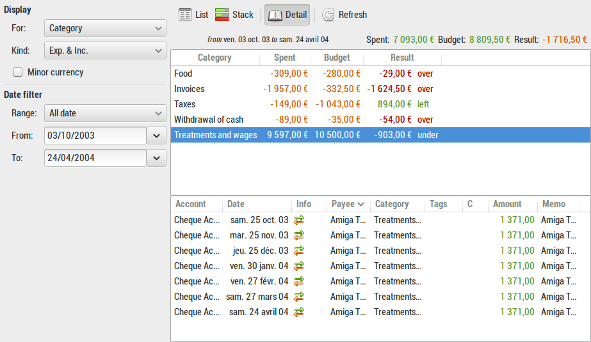 Display
For: Category
Kind: Exp. & Inc.
Minor currency
Date filter
Range: All date
From: 03/10/2003
To: 24/04/2004
List Stack Detail Refresh
from ven. 03 oct. 03 to sam. 24 avril 04 Spent: 7 093,00 € Budget: 8 809,50 € Result: -1 716,50 €
Category Spent Budget Result
Food -309,00 € -280,00 € -29,00 € over
Invoices -1 957,00 € -332,50 € -1 624,50 € over
Taxes -149,00 € -1 043,00 € 894,00 € left
Withdrawal of cash -89,00 € -35,00 € -54,00 € over
Treatments and wages 9 597,00 € 10 500,00 € -903,00 € under
Account Date Info Payee Category Tags C Amount Memo
Cheque Ac... sam. 25 oct. 03 Amiga T... Treatments... 1 371,00 Amiga T...
Cheque Ac... mar. 25 nov. 03 Amiga T... Treatments... 1 371,00 Amiga T...
Cheque Ac... jeu. 25 déc. 03 Amiga T... Treatments... 1 371,00 Amiga T...
Cheque Ac... ven. 30 janv. 04 Amiga T... Treatments... 1 371,00 Amiga T...
Cheque Ac... ven. 27 févr. 04 Amiga T... Treatments... 1 371,00 Amiga T...
Cheque Ac... sam. 27 mars 04 Amiga T... Treatments... 1 371,00 Amiga T...
Cheque Ac... sam. 24 avril 04 Amiga T... Treatments... 1 371,00 Amiga T...